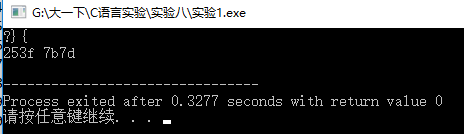 G:\大一下\C语言实验\实验八\实验1.exe
?}{
253f 7b7d
--------------------------------
Process exited after 0.3277 seconds with return value 0
请按任意键继续. . .